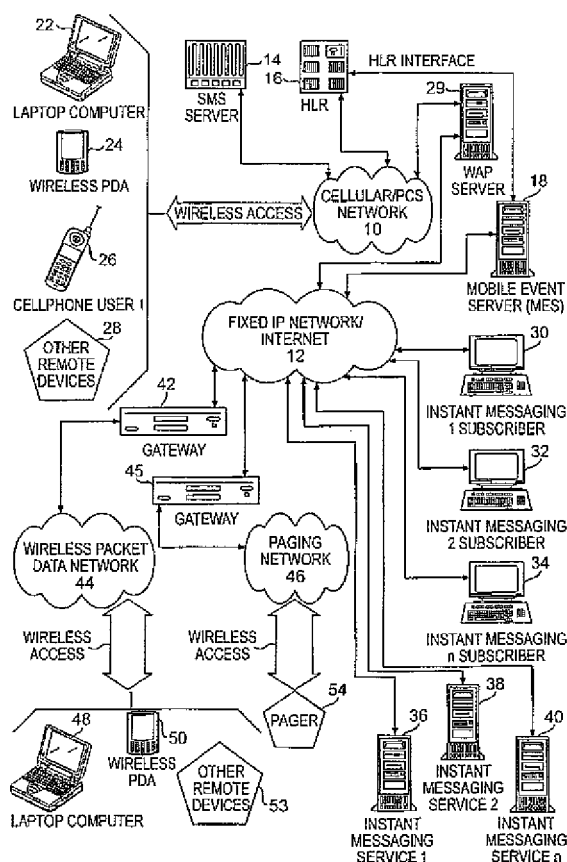 22
LAPTOP COMPUTER
24
WIRELESS PDA
26
CELLPHONE USER 1
28
OTHER
REMOTE
DEVICES
14
SMS
SERVER
16
HLR
HLR INTERFACE
29
WAP
SERVER
18
MOBILE EVENT
SERVER (MES)
WIRELESS ACCESS
CELLULAR/PCS
NETWORK
10
FIXED IP NETWORK/
INTERNET
12
30
INSTANT MESSAGING
1 SUBSCRIBER
32
INSTANT MESSAGING
2 SUBSCRIBER
34
INSTANT MESSAGING
n SUBSCRIBER
42
GATEWAY
45
GATEWAY
WIRELESS PACKET
DATA NETWORK
44
PAGING
NETWORK
46
WIRELESS
ACCESS
WIRELESS
ACCESS
48
LAPTOP COMPUTER
50
WIRELESS
PDA
OTHER
REMOTE
DEVICES
53
PAGER
54
36
INSTANT
MESSAGING
SERVICE 1
38
INSTANT
MESSAGING
SERVICE 2
40
INSTANT
MESSAGING
SERVICE n